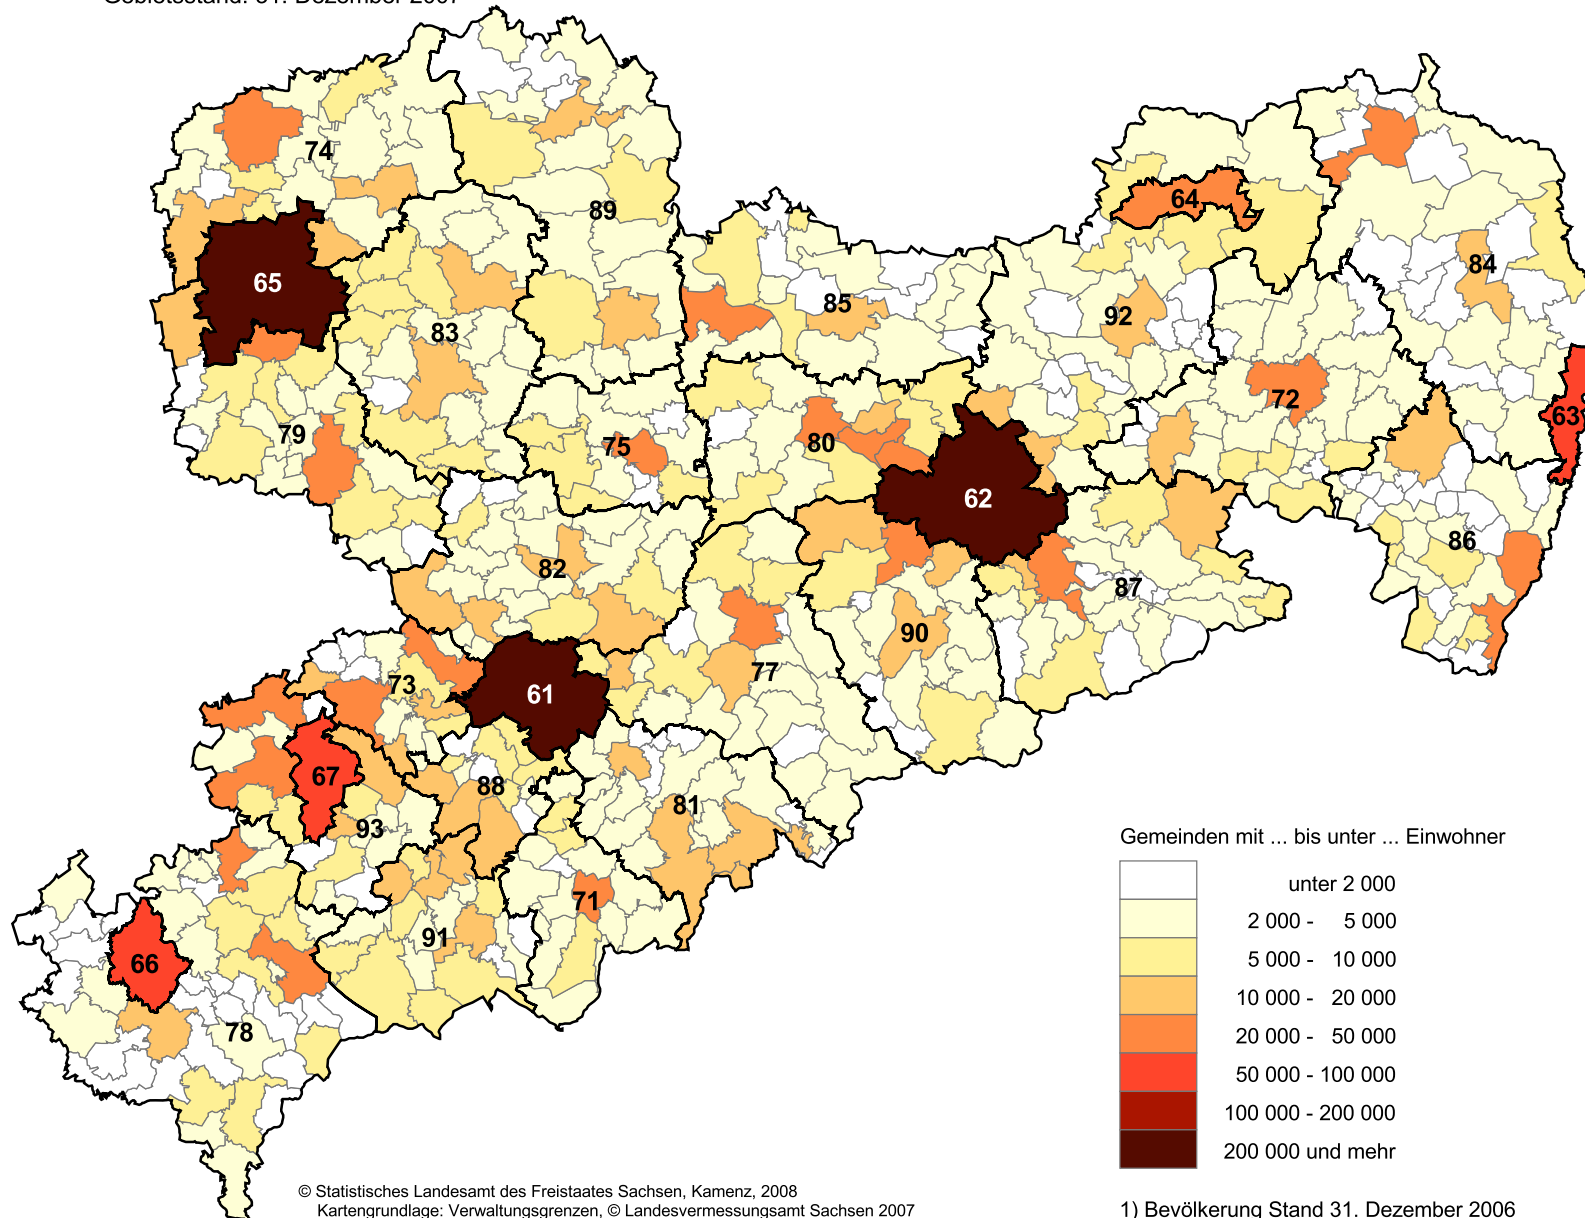 Gebietsstand: 31. Dezember 2007
74
89
64
65
84
85
92
83
72
63
79
75
80
62
82
86
87
90
77
73
61
67
88
81
93
71
91
66
78
Gemeinden mit ... bis unter ... Einwohner
unter 2 000
2 000 - 5 000
5 000 - 10 000
10 000 - 20 000
20 000 - 50 000
50 000 - 100 000
100 000 - 200 000
200 000 und mehr
© Statistisches Landesamt des Freistaates Sachsen, Kamenz, 2008
Kartengrundlage: Verwaltungsgrenzen, © Landesvermessungsamt Sachsen 2007
1) Bevölkerung Stand 31. Dezember 2006